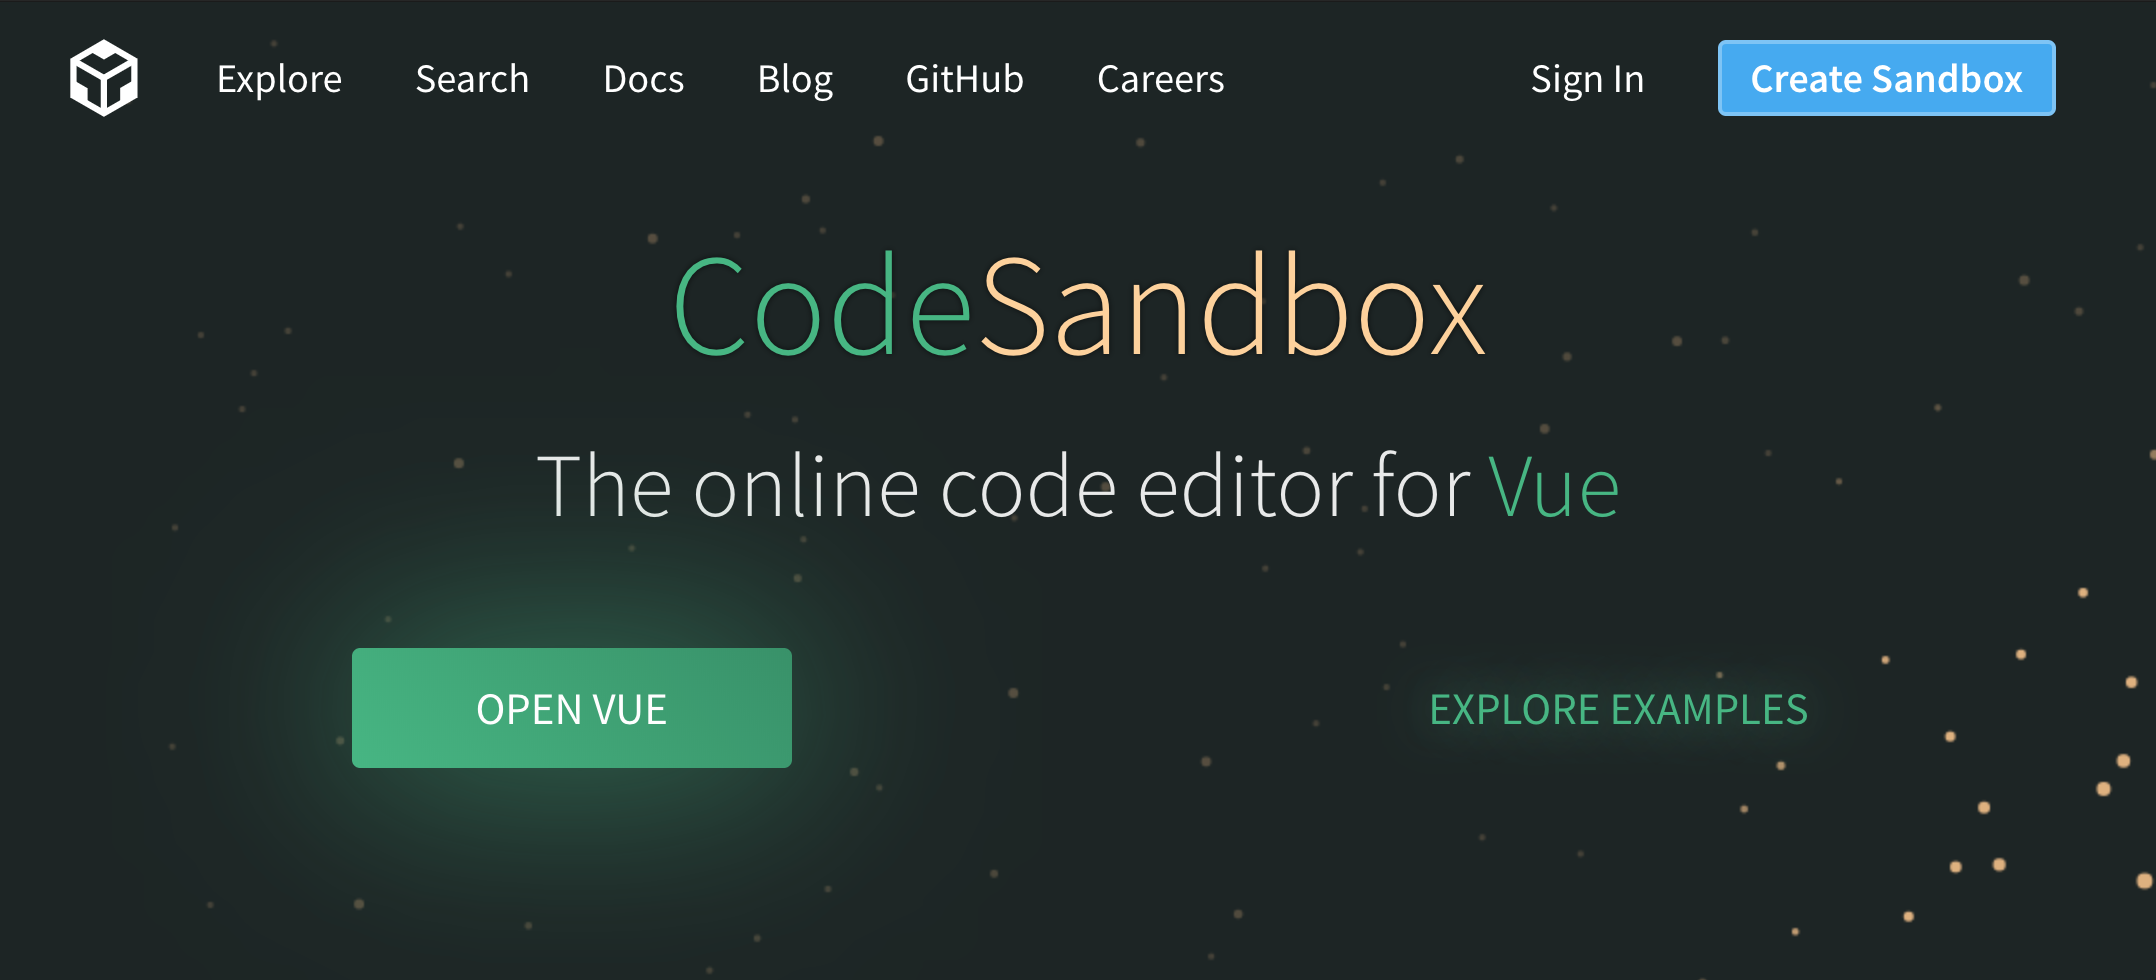 Explore Search Docs Blog GitHub Careers Sign In Create Sandbox
CodeSandbox
The online code editor for Vue
OPEN VUE EXPLORE EXAMPLES